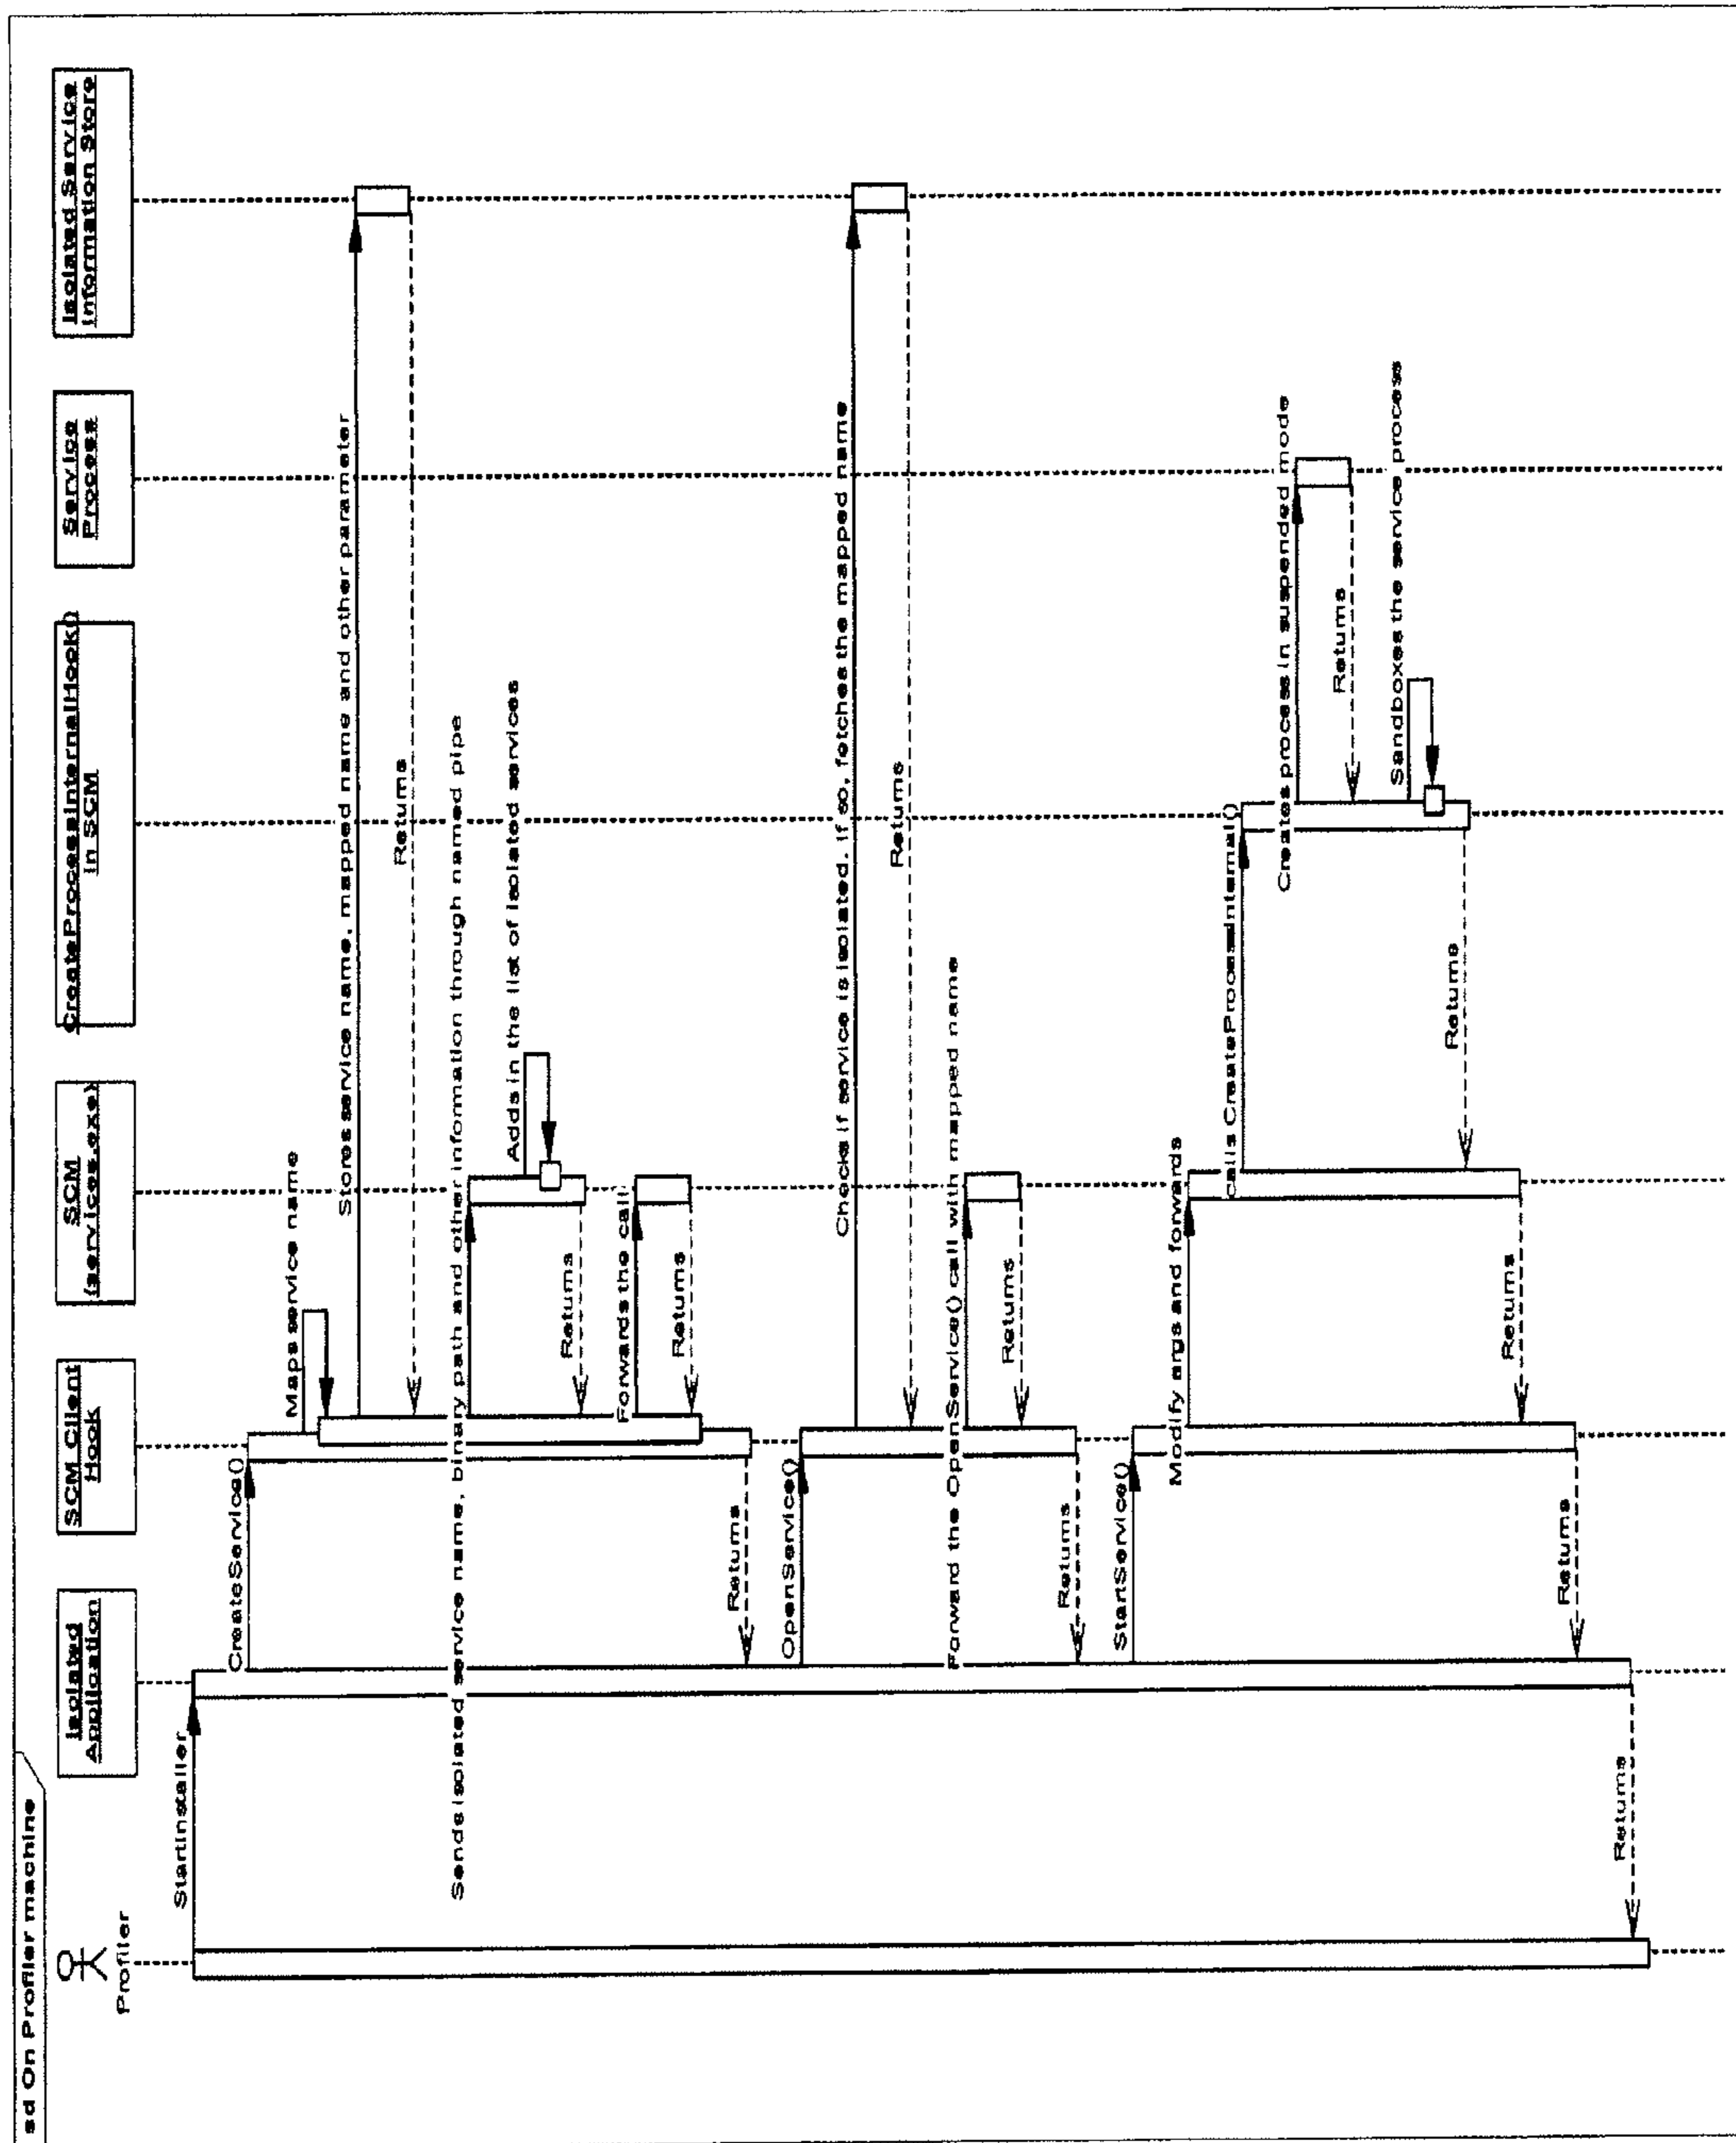 sd On Profiler machine
Profiler
Isolated
Application
SCM Client
Hook
SCM
(services.exe)
CreateProcessInternalHook()
in SCM
Service
Process
Isolated Service
Information Store
StartInstaller
CreateService()
Maps service name
Stores service name, mapped name and other parameter
Returns
Sends isolated service name, binary path and other information through named pipe
Adds in the list of isolated services
Returns
Forwards the call
Returns
Returns
OpenService()
Checks if service is isolated. If so, fetches the mapped name
Returns
Forward the OpenService() call with mapped name
Returns
Returns
StartService()
Modify args and forwards
calls CreateProcessInternal()
Creates process in suspended mode
Returns
Sandboxes the service process
Returns
Returns
Returns
Returns